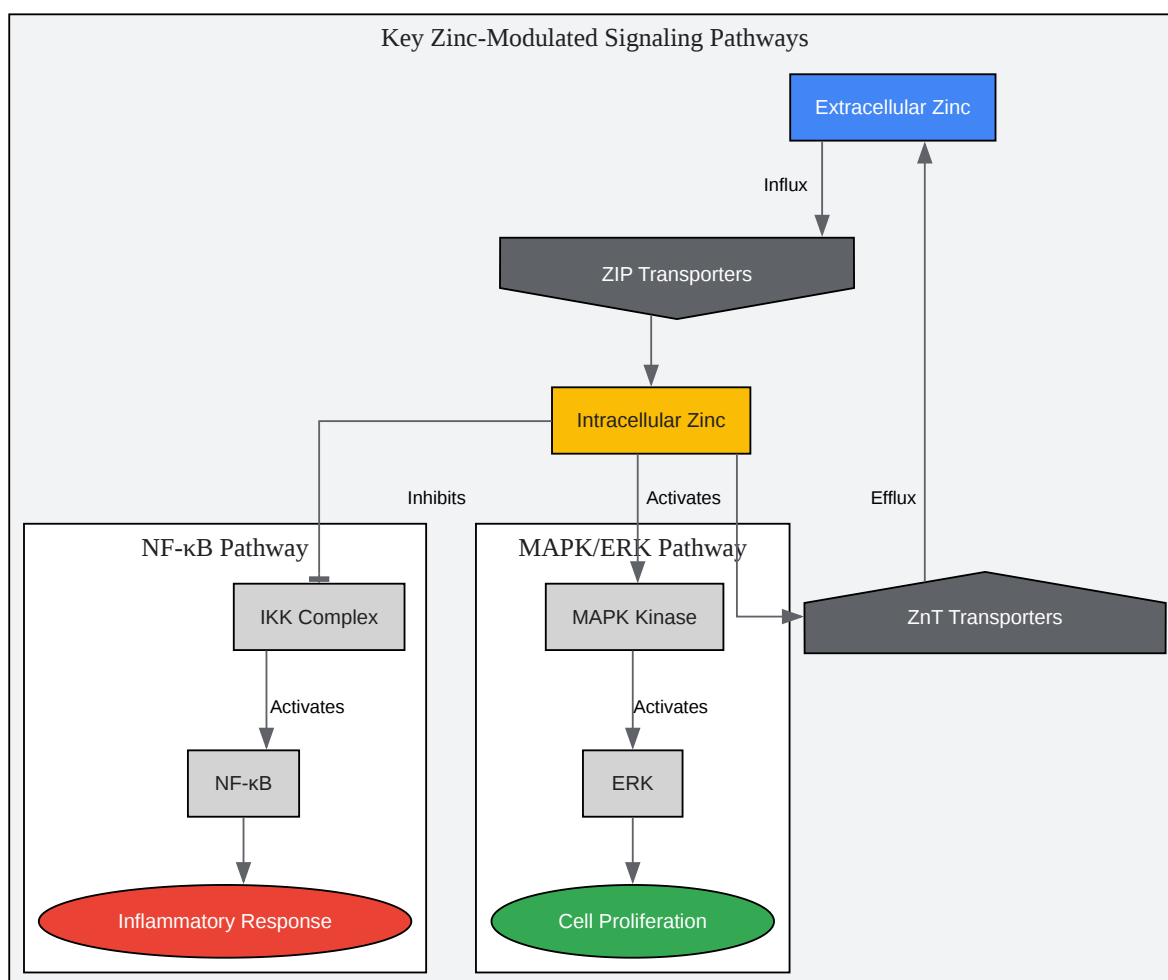 Key Zinc-Modulated Signaling Pathways
Extracellular Zinc
Influx
ZIP Transporters
Intracellular Zinc
Inhibits
Activates
Efflux
NF-κB Pathway
MAPK/ERK Pathway
IKK Complex
MAPK Kinase
ZnT Transporters
Activates
Activates
NF-κB
ERK
Inflammatory Response
Cell Proliferation